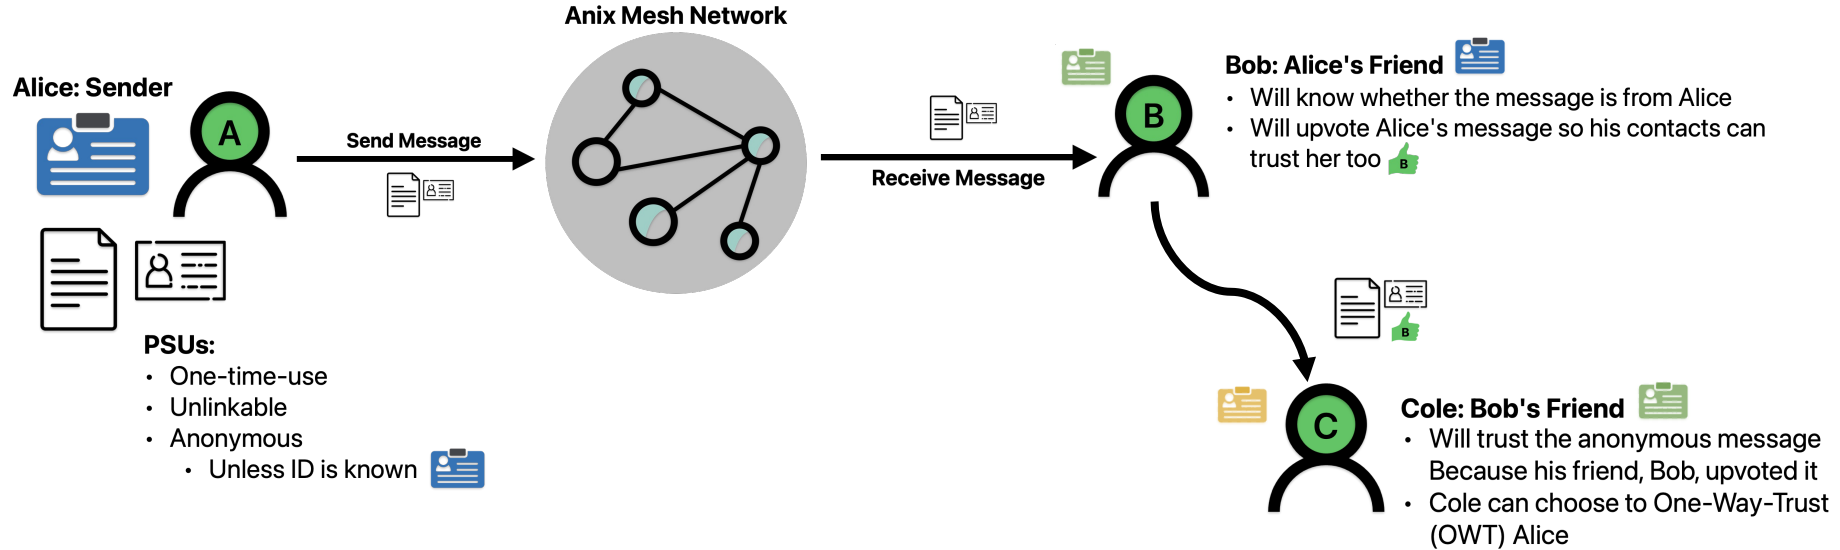 Anix Mesh Network
Alice: Sender
A
Send Message
PSUs:
• One-time-use
• Unlinkable
• Anonymous
• Unless ID is known
Receive Message
B
Bob: Alice's Friend
• Will know whether the message is from Alice
• Will upvote Alice's message so his contacts can
trust her too
B
B
C
Cole: Bob's Friend
• Will trust the anonymous message
Because his friend, Bob, upvoted it
• Cole can choose to One-Way-Trust
(OWT) Alice